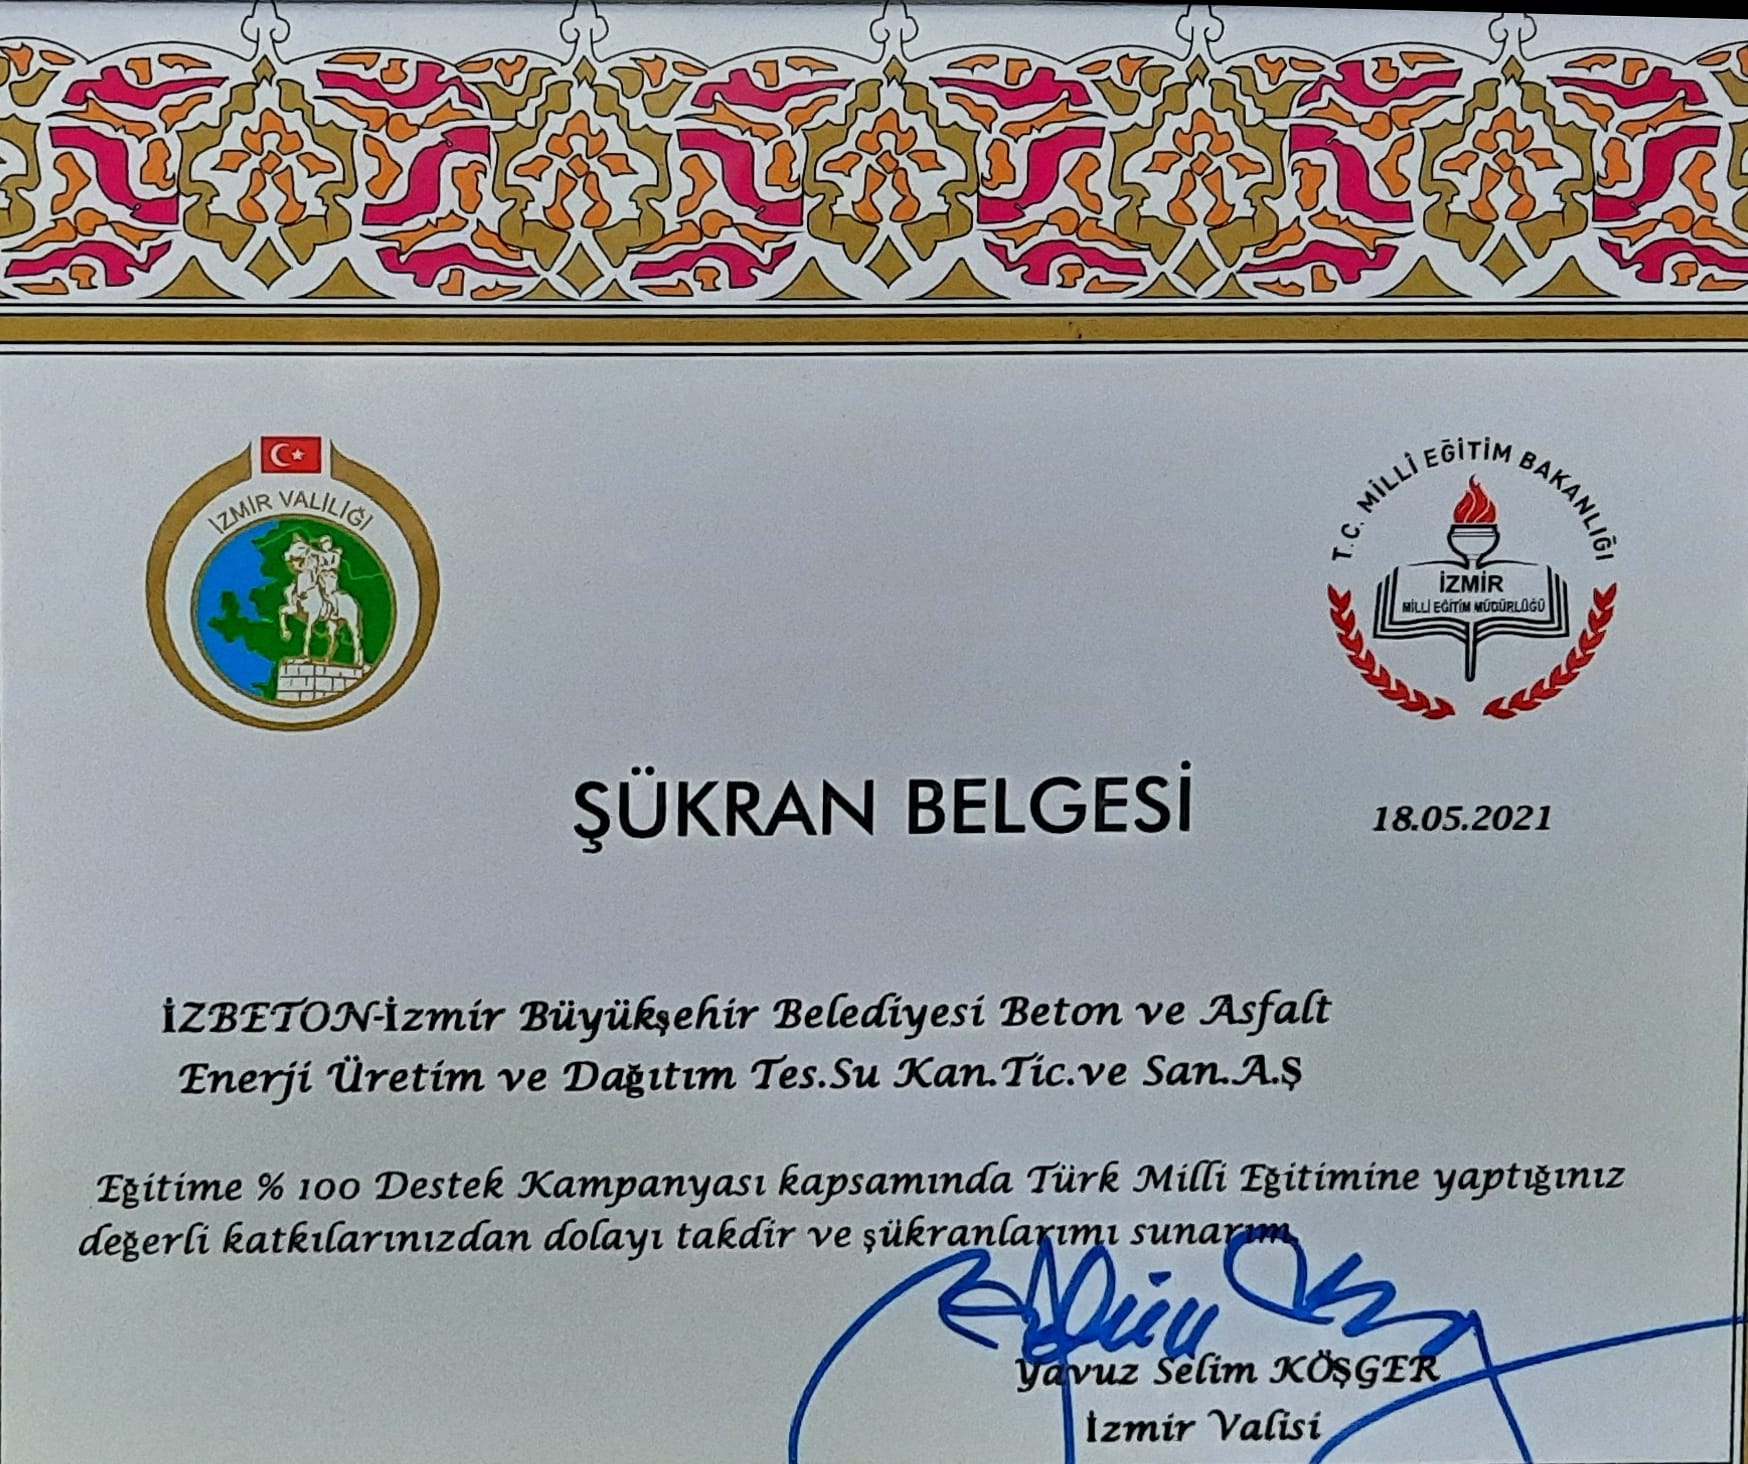 İZMİR VALİLİĞİ
T.C. MİLLÎ EĞİTİM BAKANLIĞI
İZMİR
MİLLİ EĞİTİM MÜDÜRLÜĞÜ
ŞÜKRAN BELGESİ
18.05.2021
İZBETON-İzmir Büyükşehir Belediyesi Beton ve Asfalt
Enerji Üretim ve Dağıtım Tes.Su Kan.Tic.ve San.A.Ş
Eğitime % 100 Destek Kampanyası kapsamında Türk Milli Eğitimine yaptığınız
değerli katkılarınızdan dolayı takdir ve şükranlarımı sunarım.
Yavuz Selim KÖŞGER
İzmir Valisi